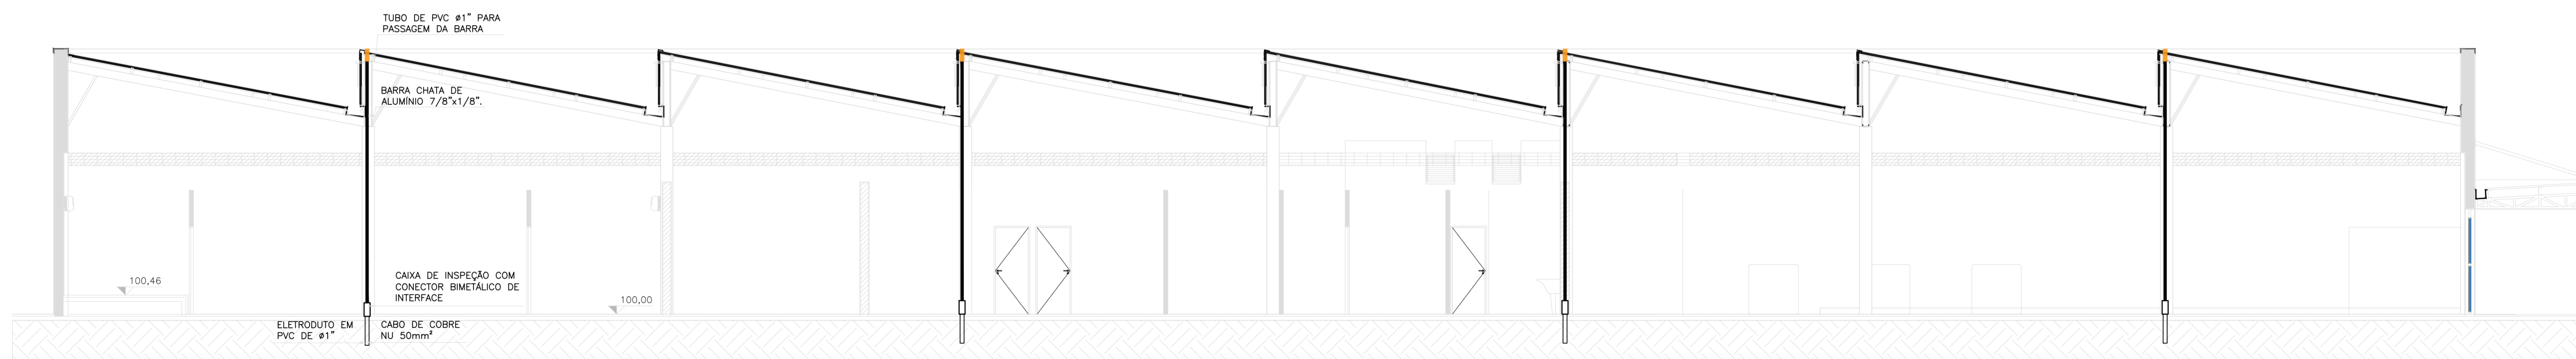 TUBO DE PVC ø1" PARA
PASSAGEM DA BARRA
BARRA CHATA DE
ALUMÍNIO 7/8"x1/8".
100,46
CAIXA DE INSPEÇÃO COM
CONECTOR BIMETÁLICO DE
INTERFACE
100,00
ELETRODUTO EM
PVC DE ø1"
CABO DE COBRE
NU 50mm²